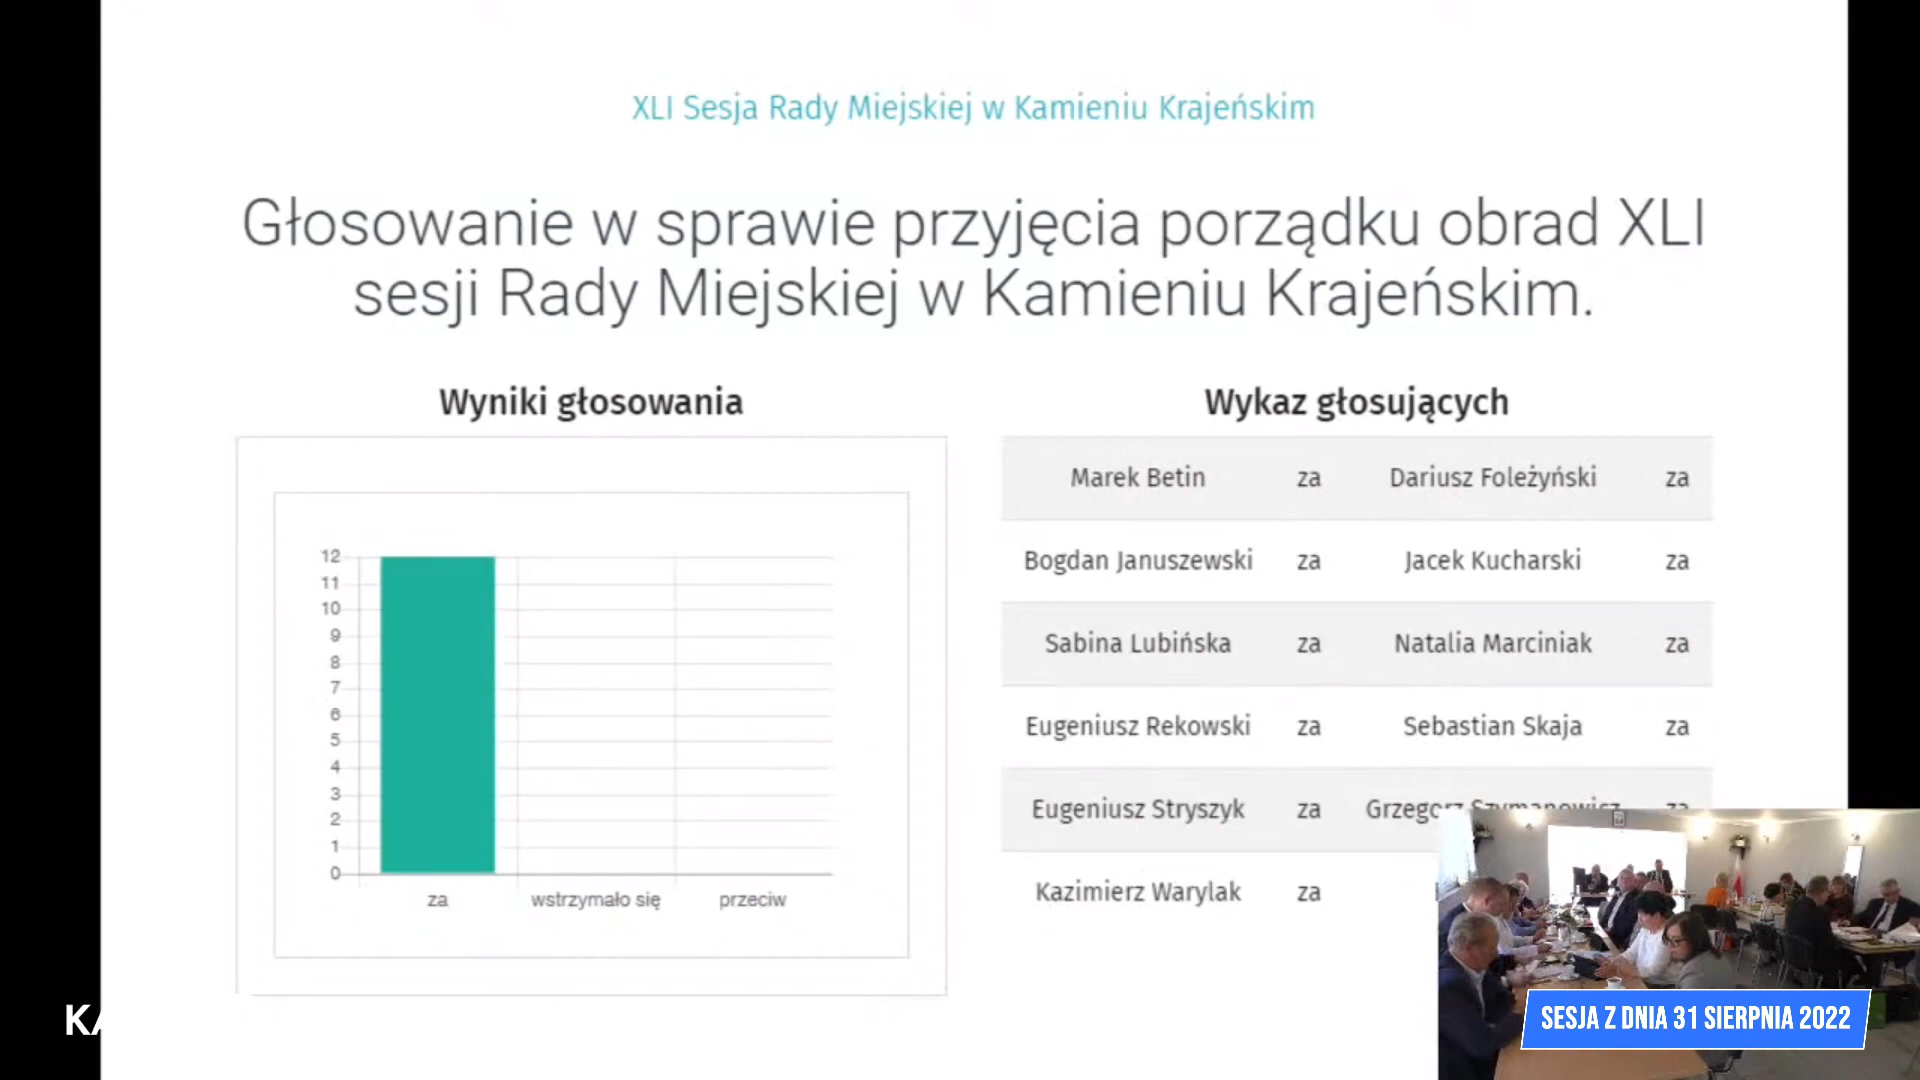 XLI Sesja Rady Miejskiej w Kamieniu Krajeńskim
Głosowanie w sprawie przyjęcia porządku obrad XLI
sesji Rady Miejskiej w Kamieniu Krajeńskim.
Wyniki głosowania
12
11
10
9
8
7
6
5
4
3
2
1
0
za wstrzymało się przeciw
Wykaz głosujących
Marek Betin za Dariusz Foleżyński za
Bogdan Januszewski za Jacek Kucharski za
Sabina Lubińska za Natalia Marciniak za
Eugeniusz Rekowski za Sebastian Skaja za
Eugeniusz Stryszyk za Grzegorz Szymanowicz za
Kazimierz Warylak za
SESJA Z DNIA 31 SIERPNIA 2022